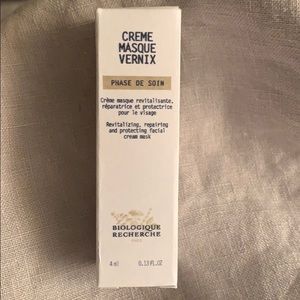 CREME
MASQUE
VERNIX
PHASE DE SOIN
Crème masque revitalisante,
réparatrice et protectrice
pour le visage
Revitalizing, repairing
and protecting facial
cream mask
BIOLOGIQUE
RECHERCHE
PARIS
4 ml 0.13 FL.OZ